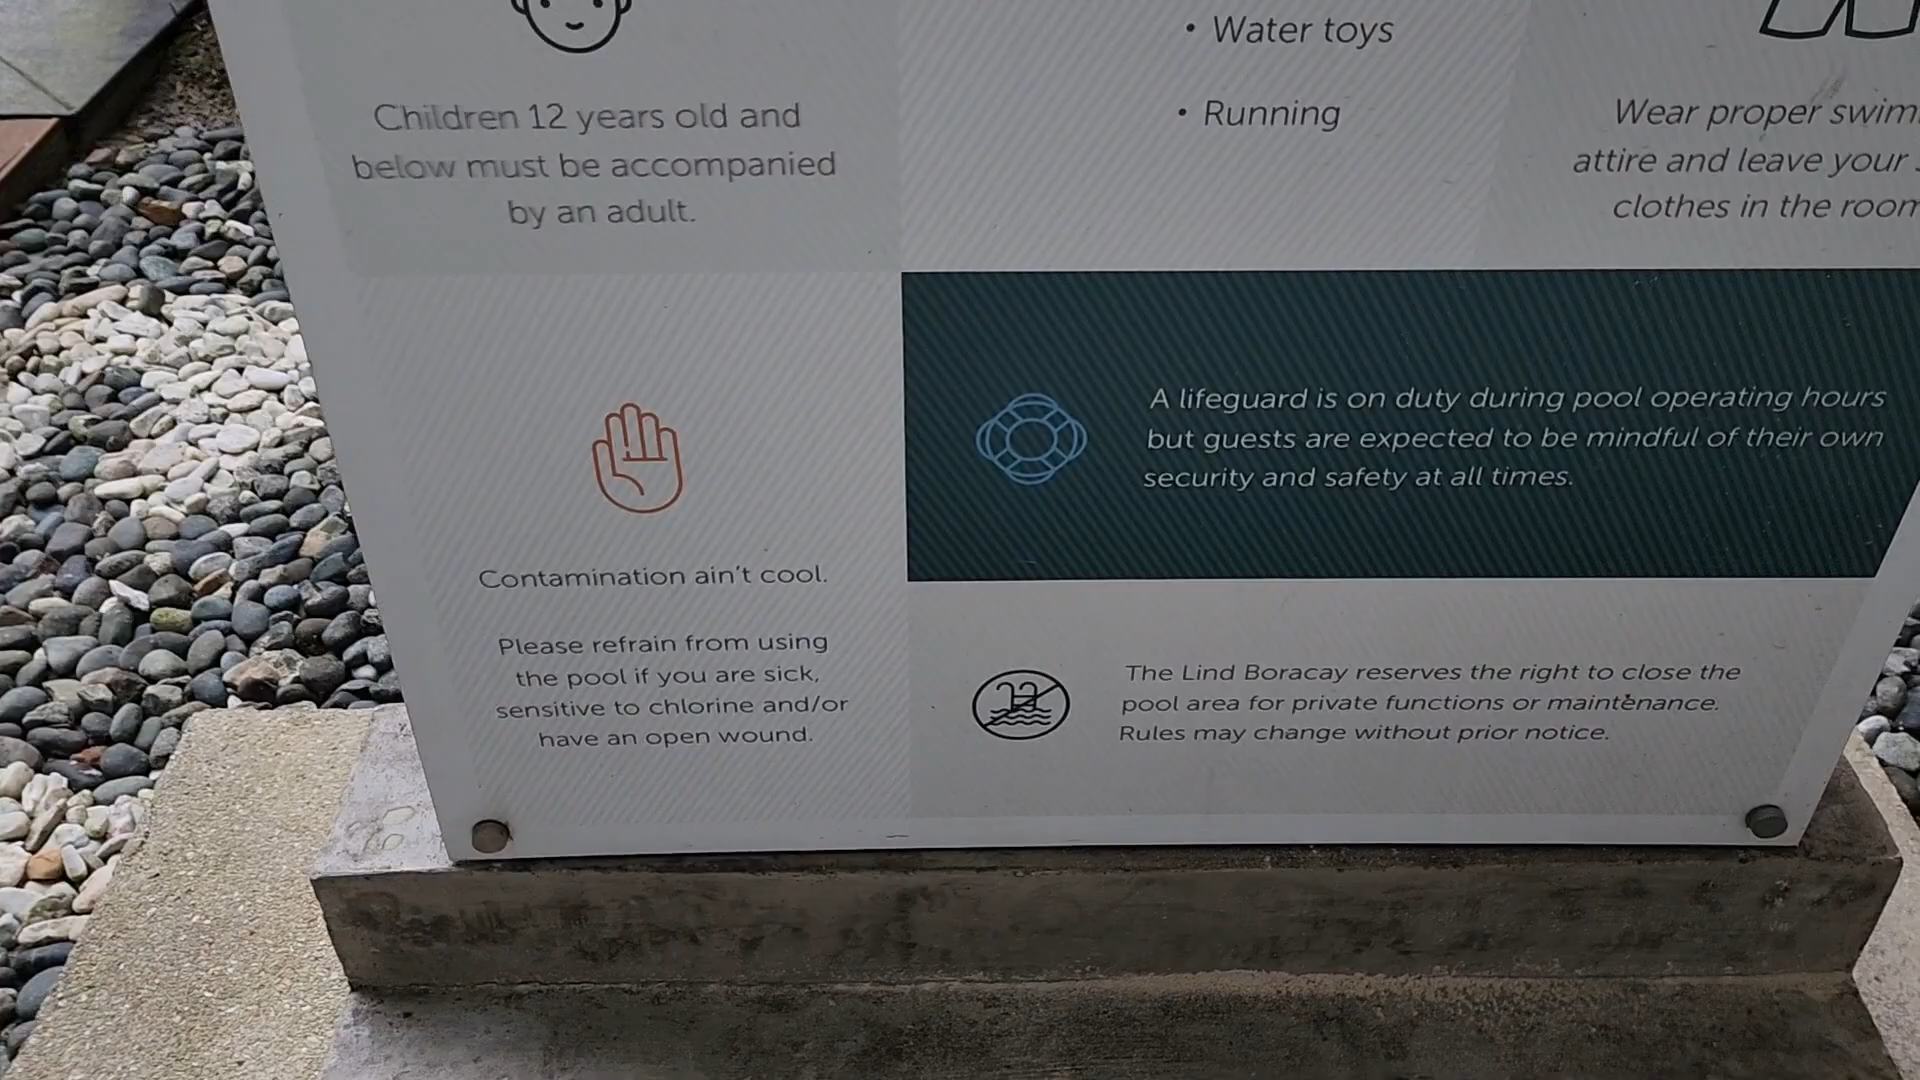 Children 12 years old and
below must be accompanied
by an adult.
• Water toys
• Running
Wear proper
attire and leave your
clothes in the
Contamination ain't cool.
Please refrain from using
the pool if you are sick,
sensitive to chlorine and/or
have an open wound.
A lifeguard is on duty during pool operating hours
but guests are expected to be mindful of their own
security and safety at all times.
The Lind Boracay reserves the right to close the
pool area for private functions or maintenance.
Rules may change without prior notice.